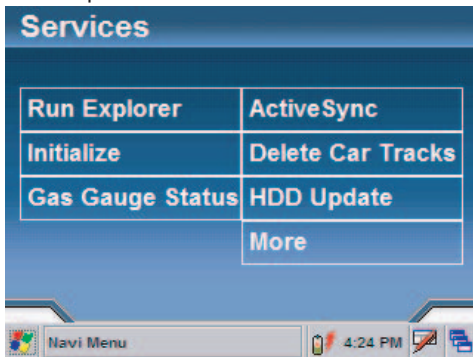 Services
Run Explorer ActiveSync
Initialize Delete Car Tracks
Gas Gauge Status HDD Update
More
Navi Menu 4:24 PM